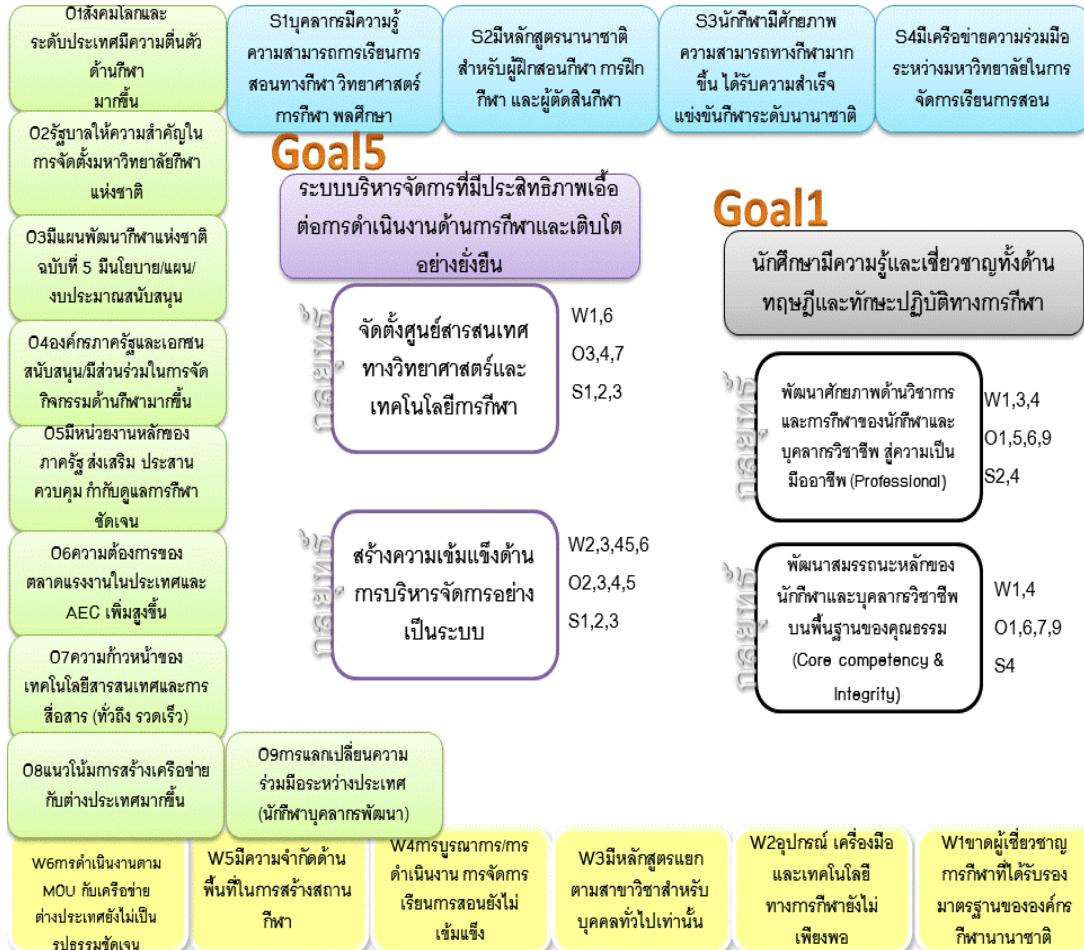 O1สังคมโลกและ
ระดับประเทศมีความตื่นตัว
ด้านกีฬา
มากขึ้น
S1บุคลากรมีความรู้
ความสามารถการเรียนการ
สอนทางกีฬา วิทยาศาสตร์
การกีฬา พลศึกษา
S2มีหลักสูตรนานาชาติ
สำหรับผู้ฝึกสอนกีฬา การฝึก
กีฬา และผู้ตัดสินกีฬา
S3นักกีฬามีศักยภาพ
ความสามารถทางกีฬามาก
ขึ้น ได้รับความสำเร็จ
แข่งขันกีฬาระดับนานาชาติ
S4มีเครือข่ายความร่วมมือ
ระหว่างมหาวิทยาลัยในการ
จัดการเรียนการสอน
O2รัฐบาลให้ความสำคัญใน
การจัดตั้งมหาวิทยาลัยกีฬา
แห่งชาติ
O3มีแผนพัฒนากีฬาแห่งชาติ
ฉบับที่ 5 มีนโยบาย/แผน/
งบประมาณสนับสนุน
O4องค์กรภาครัฐและเอกชน
สนับสนุน/มีส่วนร่วมในการจัด
กิจกรรมด้านกีฬามากขึ้น
O5มีหน่วยงานหลักของ
ภาครัฐ ส่งเสริม ประสาน
ควบคุม กำกับดูแลการกีฬา
ชัดเจน
O6ความต้องการของ
ตลาดแรงงานในประเทศและ
AEC เพิ่มสูงขึ้น
O7ความก้าวหน้าของ
เทคโนโลยีสารสนเทศและการ
สื่อสาร (ทั่วถึง รวดเร็ว)
O8แนวโน้มการสร้างเครือข่าย
กับต่างประเทศมากขึ้น
O9การแลกเปลี่ยนความ
ร่วมมือระหว่างประเทศ
(นักกีฬาบุคลากรพัฒนา)
Goal5
ระบบบริหารจัดการที่มีประสิทธิภาพเอื้อ
ต่อการดำเนินงานด้านการกีฬาและเติบโต
อย่างยั่งยืน
กลยุทธ์
จัดตั้งศูนย์สารสนเทศ
ทางวิทยาศาสตร์และ
เทคโนโลยีการกีฬา
W1,6
O3,4,7
S1,2,3
กลยุทธ์
สร้างความเข้มแข็งด้าน
การบริหารจัดการอย่าง
เป็นระบบ
W2,3,45,6
O2,3,4,5
S1,2,3
Goal1
นักศึกษามีความรู้และเชี่ยวชาญทั้งด้าน
ทฤษฎีและทักษะปฏิบัติทางการกีฬา
กลยุทธ์
พัฒนาศักยภาพด้านวิชาการ
และการกีฬาของนักกีฬาและ
บุคลากรวิชาชีพ สู่ความเป็น
มืออาชีพ (Professional)
W1,3,4
O1,5,6,9
S2,4
กลยุทธ์
พัฒนาสมรรถนะหลักของ
นักกีฬาและบุคลากรวิชาชีพ
บนพื้นฐานของคุณธรรม
(Core competency &
Integrity)
W1,4
O1,6,7,9
S4
W6การดำเนินงานตาม
MOU กับเครือข่าย
ต่างประเทศยังไม่เป็น
รูปธรรมชัดเจน
W5มีความจำกัดด้าน
พื้นที่ในการสร้างสถาน
กีฬา
W4การบูรณาการ/การ
ดำเนินงาน การจัดการ
เรียนการสอนยังไม่
เข้มแข็ง
W3มีหลักสูตรแยก
ตามสาขาวิชาสำหรับ
บุคคลทั่วไปเท่านั้น
W2อุปกรณ์ เครื่องมือ
และเทคโนโลยี
ทางการกีฬายังไม่
เพียงพอ
W1ขาดผู้เชี่ยวชาญ
การกีฬาที่ได้รับรอง
มาตรฐานขององค์กร
กีฬานานาชาติ